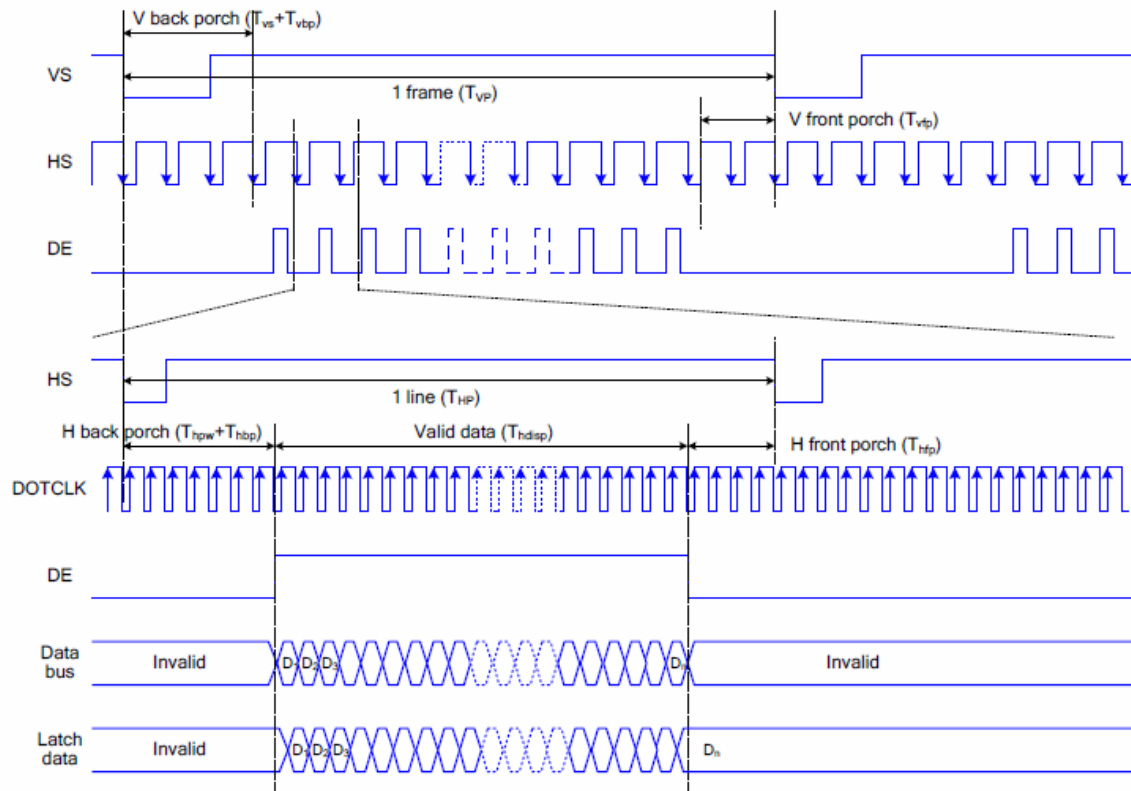 V back porch (Tvs+Tvbp)
VS
1 frame (TVP)
V front porch (Tvfp)
HS
DE
HS
1 line (THP)
H back porch (Thpw+Thbp)
Valid data (Thdisp)
H front porch (Thfp)
DOTCLK
DE
Data
bus
Invalid
D1 D2 D3
Dn
Invalid
Latch
data
Invalid
D1 D2 D3
Dn